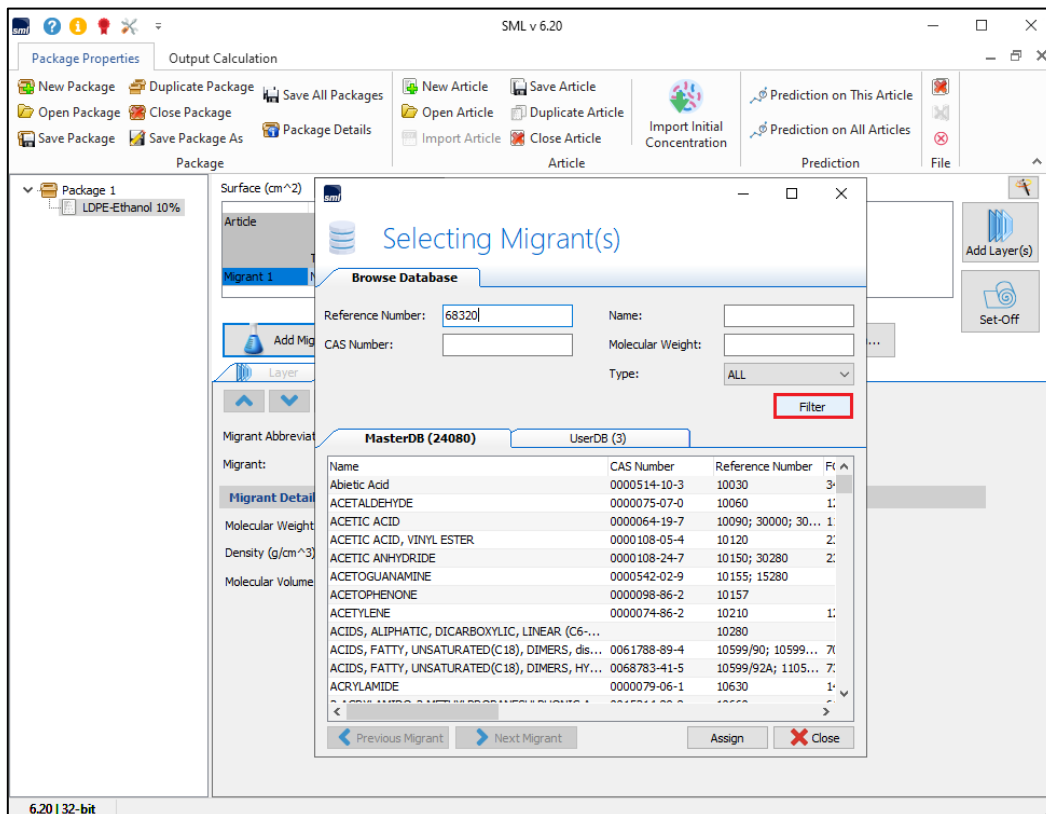 sml
SML v 6.20
Package Properties
Output Calculation
New Package
Duplicate Package
Save All Packages
Open Package
Close Package
Package Details
Save Package
Save Package As
Package
New Article
Save Article
Open Article
Duplicate Article
Import Article
Close Article
Import Initial
Concentration
Article
Prediction on This Article
Prediction on All Articles
Prediction
File
Package 1
LDPE-Ethanol 10%
Surface (cm^2)
Article
Migrant 1
Add Mig
Layer
Migrant Abbreviat
Migrant:
Migrant Detail
Molecular Weight
Density (g/cm^3)
Molecular Volume
Add Layer(s)
Set-Off
...
sml
Selecting Migrant(s)
Browse Database
Reference Number: 68320
Name:
CAS Number:
Molecular Weight:
Type: ALL
Filter
MasterDB (24080)
UserDB (3)
Name CAS Number Reference Number
Abietic Acid 0000514-10-3 10030
ACETALDEHYDE 0000075-07-0 10060
ACETIC ACID 0000064-19-7 10090; 30000; 30...
ACETIC ACID, VINYL ESTER 0000108-05-4 10120
ACETIC ANHYDRIDE 0000108-24-7 10150; 30280
ACETOGUANAMINE 0000542-02-9 10155; 15280
ACETOPHENONE 0000098-86-2 10157
ACETYLENE 0000074-86-2 10210
ACIDS, ALIPHATIC, DICARBOXYLIC, LINEAR (C6-... 10280
ACIDS, FATTY, UNSATURATED(C18), DIMERS, dis... 0061788-89-4 10599/90; 10599...
ACIDS, FATTY, UNSATURATED(C18), DIMERS, HY... 0068783-41-5 10599/92A; 1105...
ACRYLAMIDE 0000079-06-1 10630
Previous Migrant
Next Migrant
Assign
Close
6.20 | 32-bit